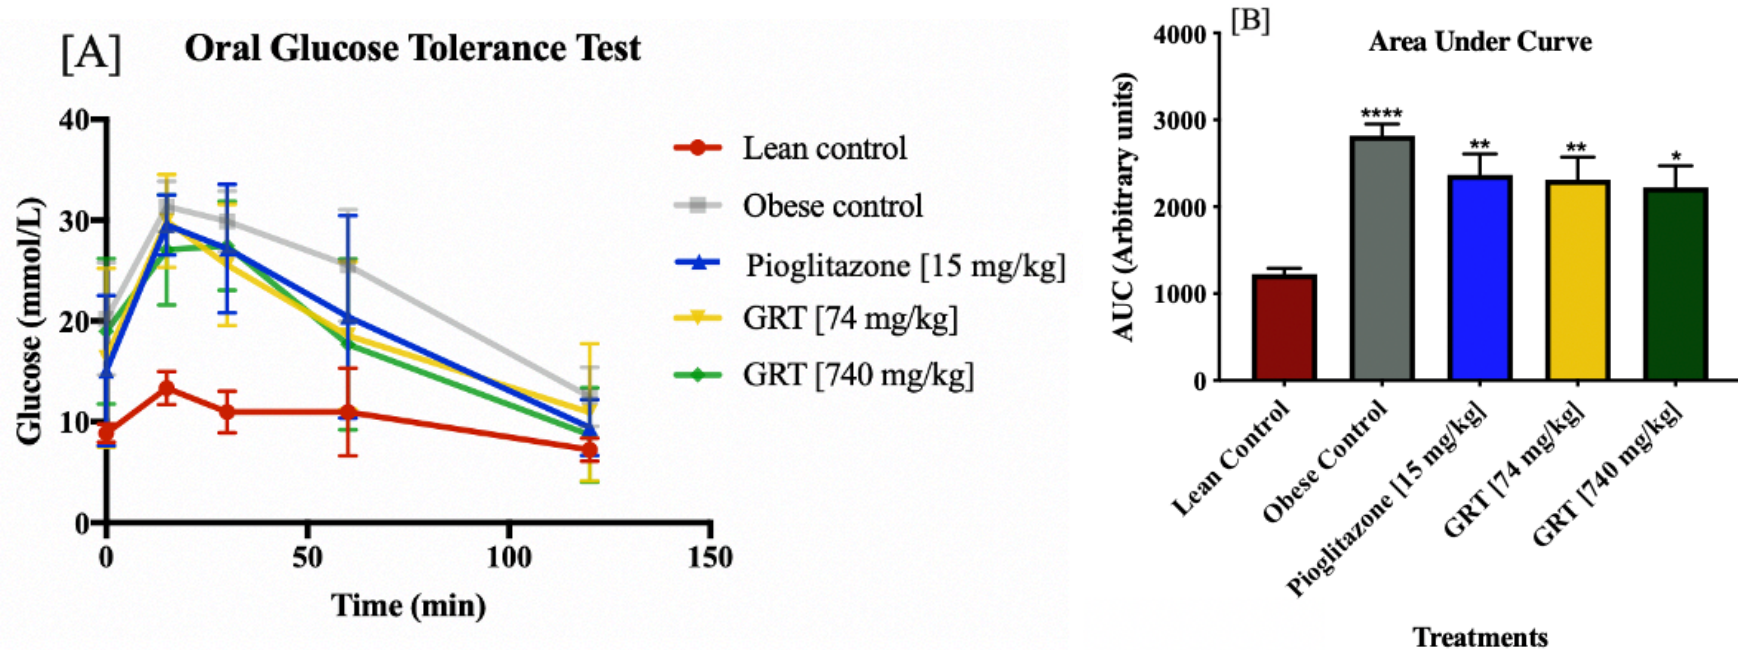 [A] Oral Glucose Tolerance Test
Glucose (mmol/L)
40
30
20
10
0
0 50 100 150
Time (min)
Lean control
Obese control
Pioglitazone [15 mg/kg]
GRT [74 mg/kg]
GRT [740 mg/kg]
[B]
Area Under Curve
AUC (Arbitrary units)
4000
3000
2000
1000
0
**** ** ** *
Lean Control
Obese Control
Pioglitazone [15 mg/kg]
GRT [74 mg/kg]
GRT [740 mg/kg]
Treatments